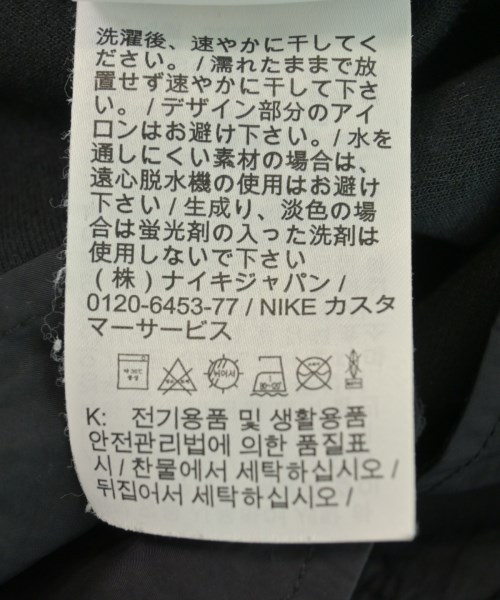 洗濯後、速やかに干してく
ださい。/濡れたままで放
置せず速やかに干して下さ
い。/デザイン部分のアイ
ロンはお避け下さい。/水を
通しにくい素材の場合は、
遠心脱水機の使用はお避け
下さい/生成り、淡色の場
合は蛍光剤の入った洗剤は
使用しないで下さい
(株)ナイキジャパン/
0120-6453-77/NIKE カスタ
マーサービス
K: 전기용품 및 생활용품
안전관리법에 의한 품질표
시/찬물에서 세탁하십시오/
뒤집어서 세탁하십시오/